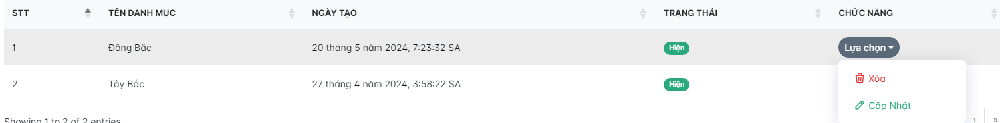 STT TÊN DANH MỤC NGÀY TẠO TRẠNG THÁI CHỨC NĂNG
1 Đông Bắc 20 tháng 5 năm 2024, 7:23:32 SA Hiện Lựa chọn
2 Tây Bắc 27 tháng 4 năm 2024, 3:58:22 SA Hiện
Xóa
Cập Nhật
Showing 1 to 2 of 2 entries › »